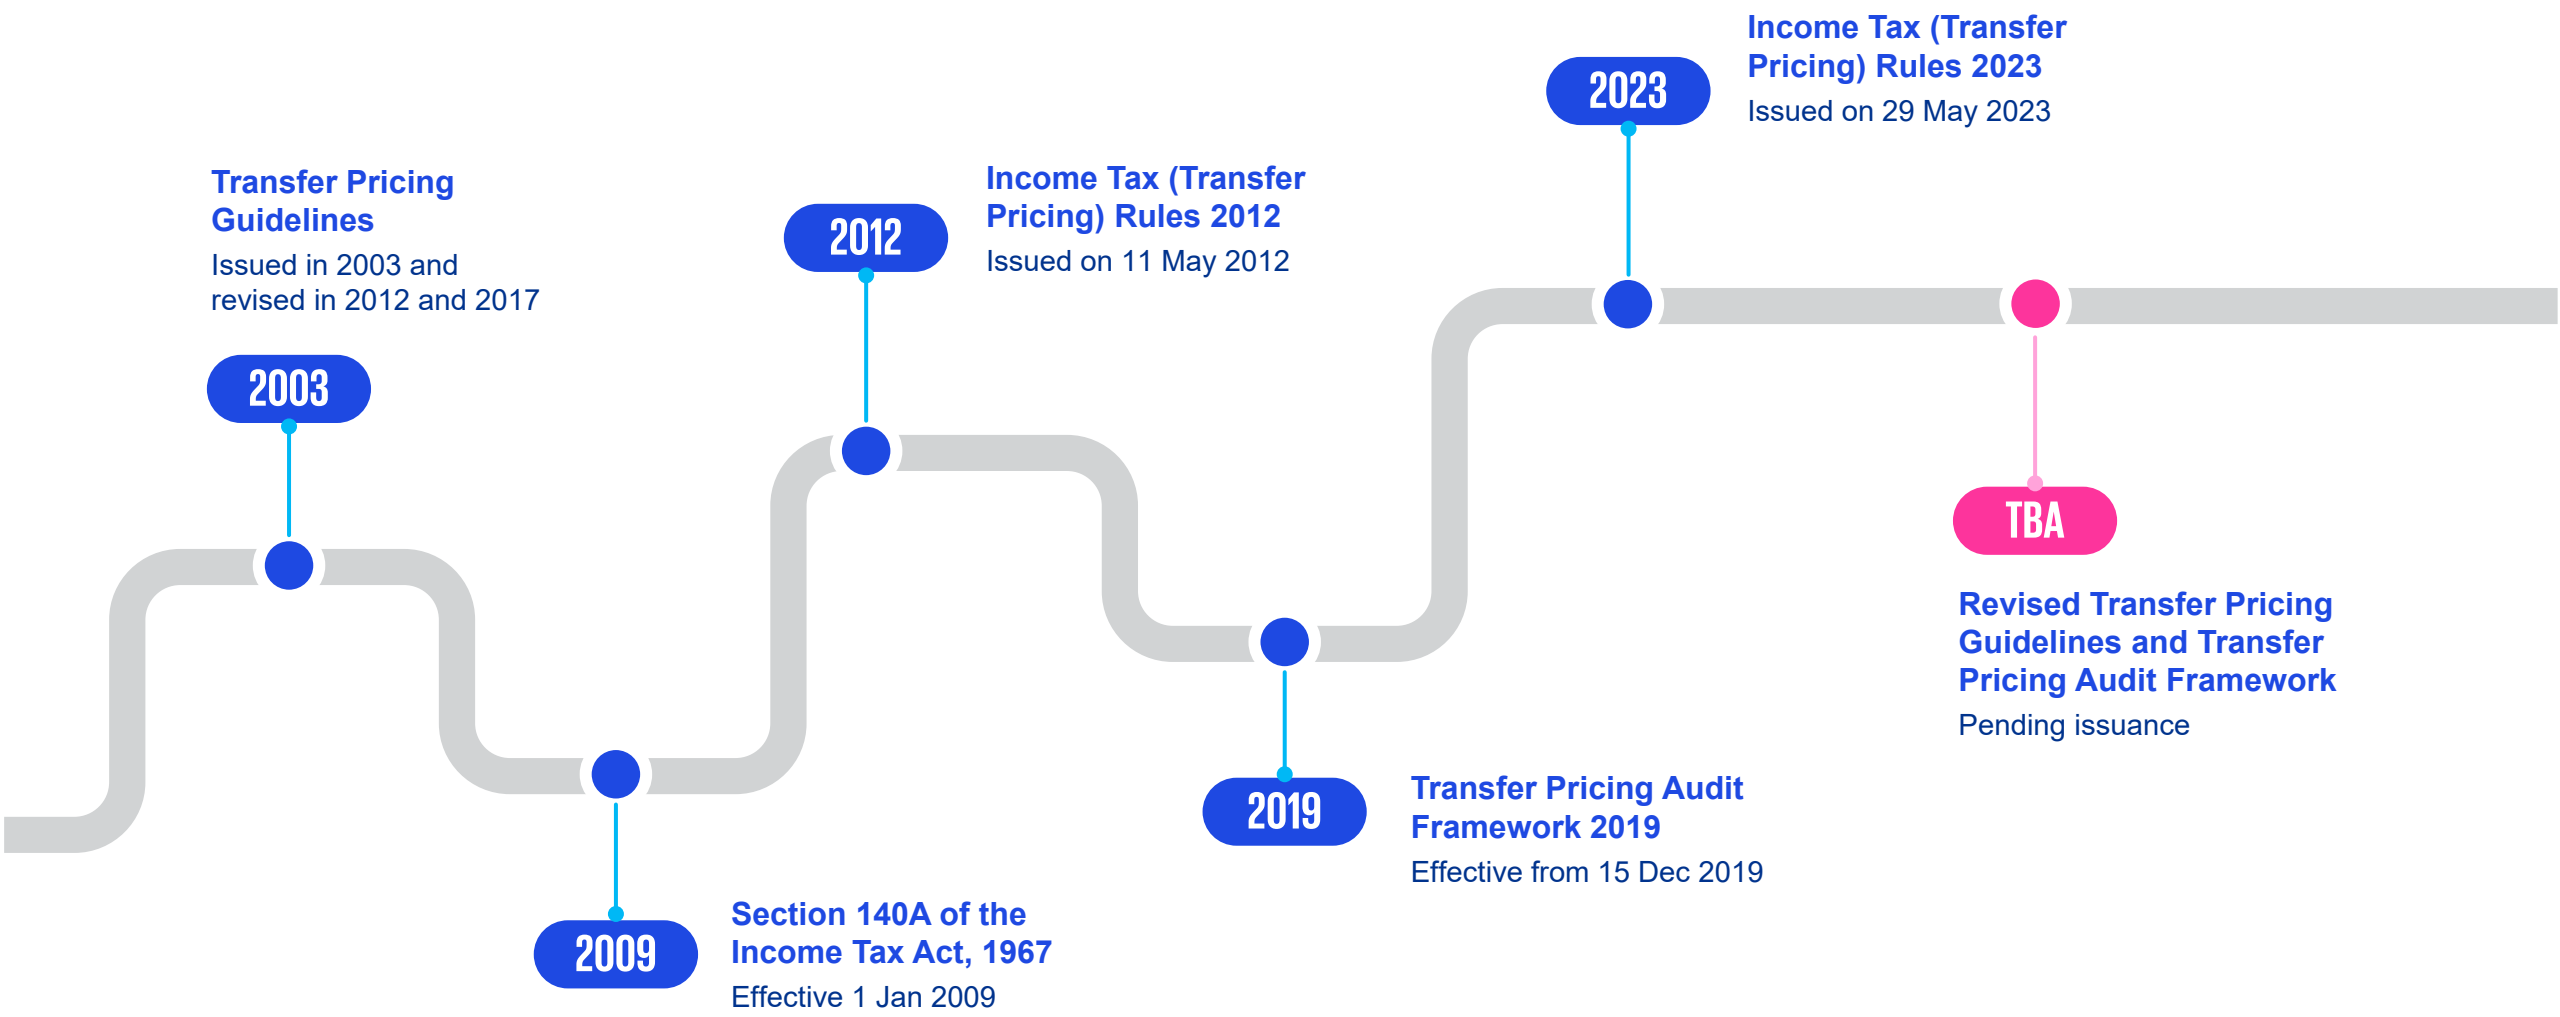 Transfer Pricing
Guidelines
Issued in 2003 and
revised in 2012 and 2017
2003
2009
Section 140A of the
Income Tax Act, 1967
Effective 1 Jan 2009
2012
Income Tax (Transfer
Pricing) Rules 2012
Issued on 11 May 2012
2019
Transfer Pricing Audit
Framework 2019
Effective from 15 Dec 2019
2023
Income Tax (Transfer
Pricing) Rules 2023
Issued on 29 May 2023
TBA
Revised Transfer Pricing
Guidelines and Transfer
Pricing Audit Framework
Pending issuance